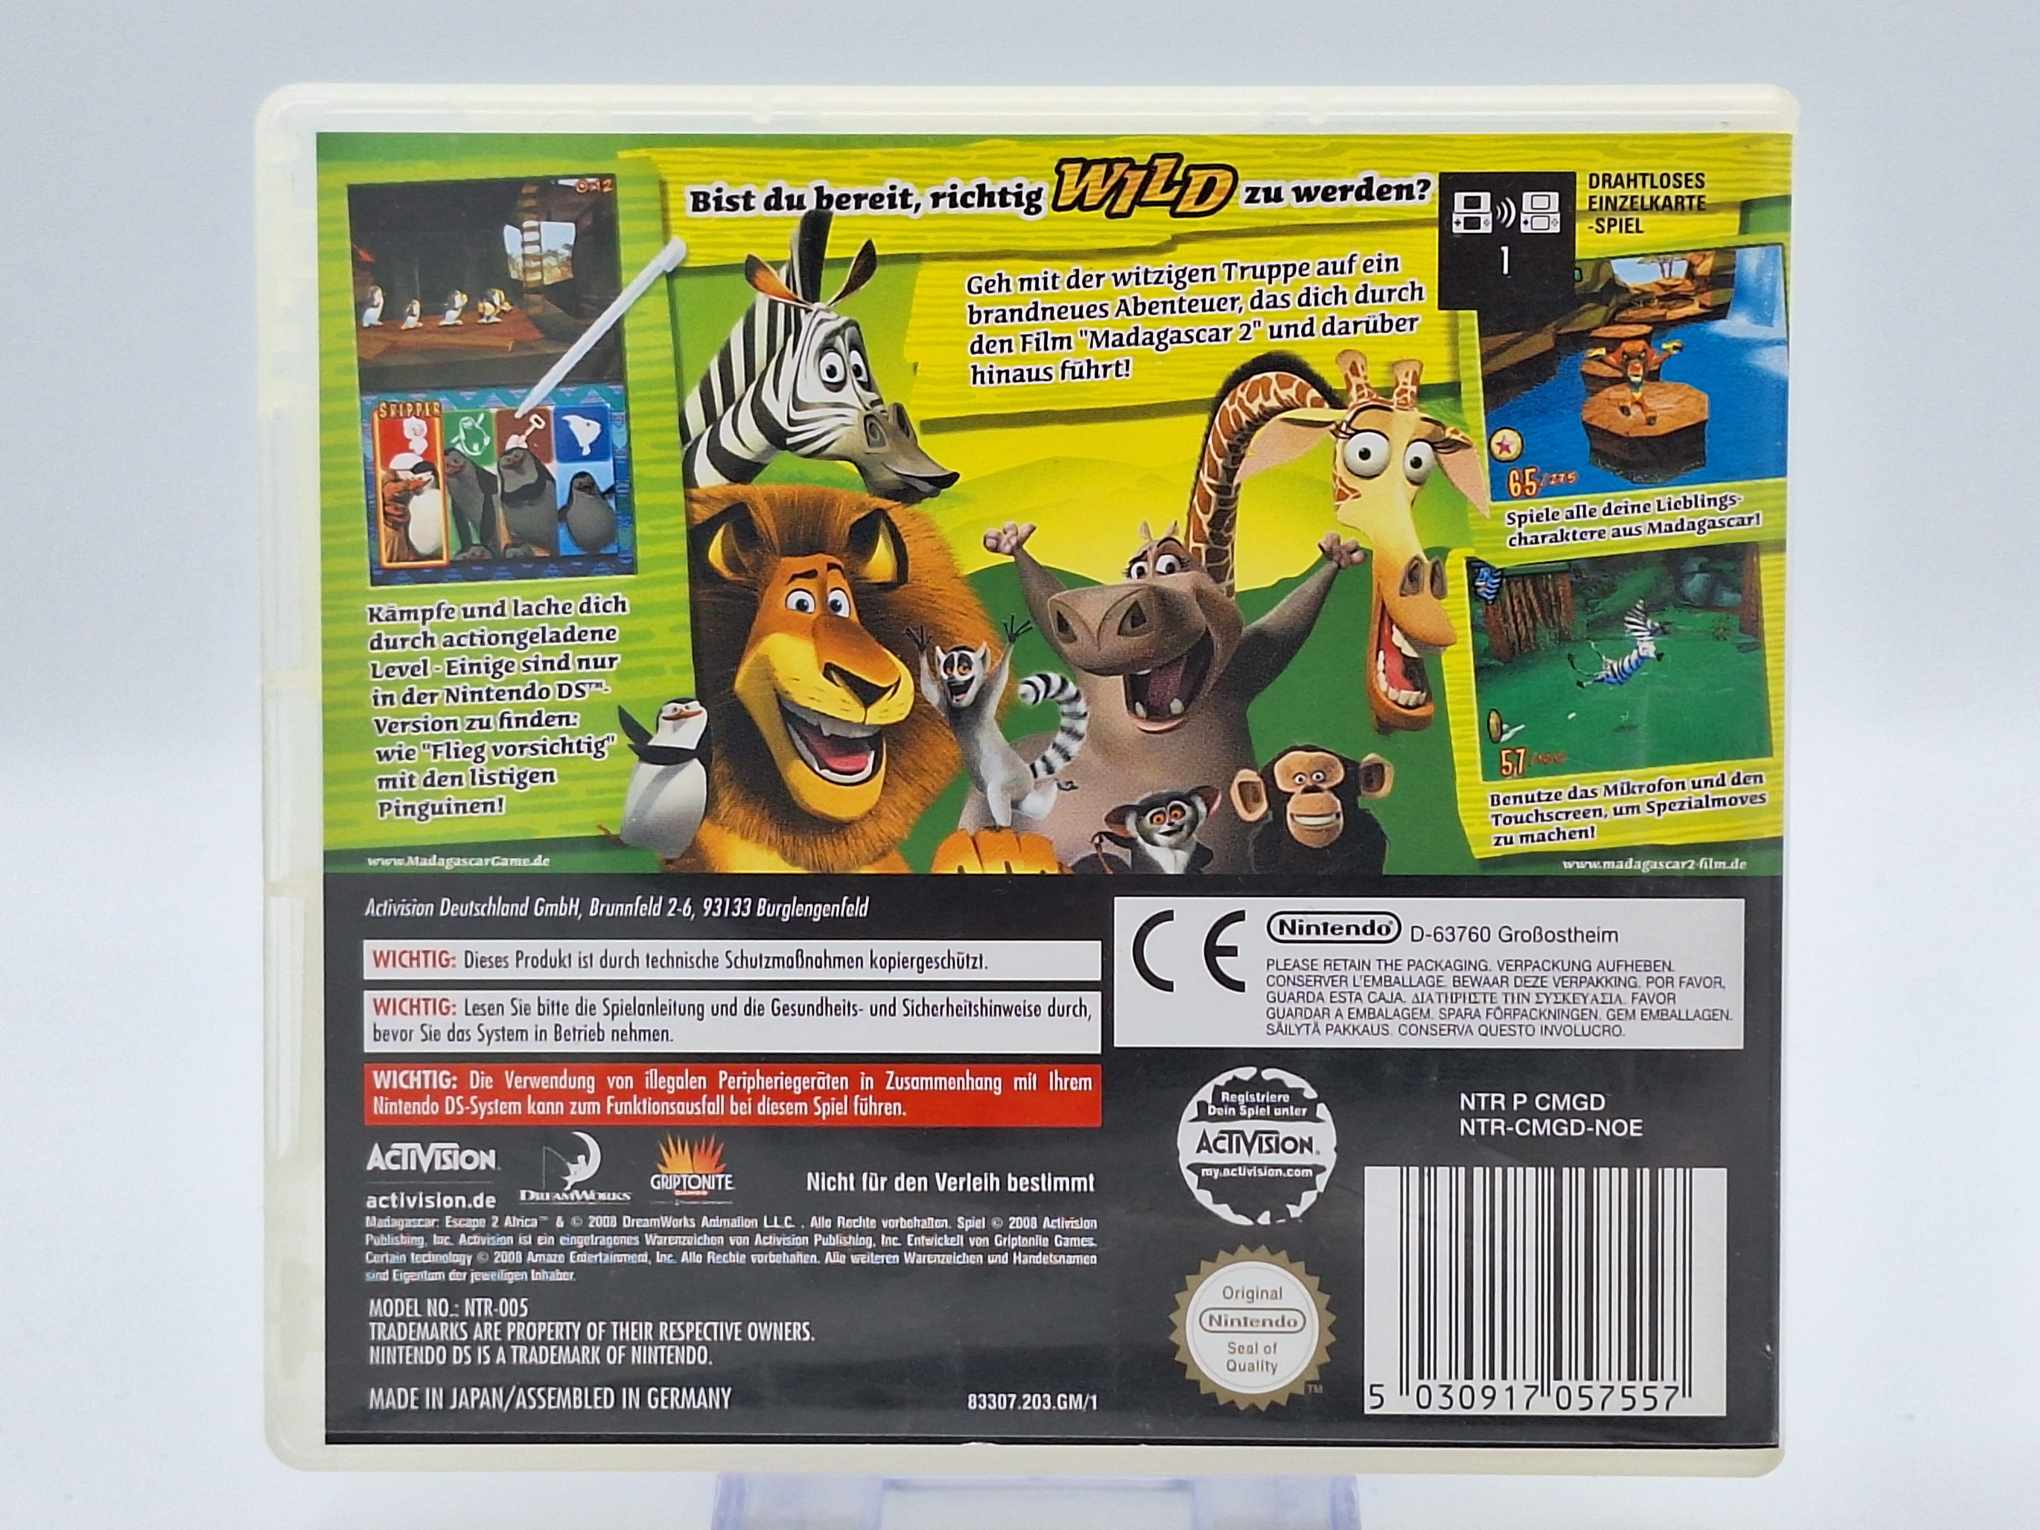 Bist du bereit, richtig WILD zu werden?
DRAHTLOSES
EINZELKARTE
-SPIEL
1
Geh mit der witzigen Truppe auf ein
brandneues Abenteuer, das dich durch
den Film "Madagascar 2" und darüber
hinaus führt!
0:12
SKIPPER
Kämpfe und lache dich
durch actiongeladene
Level - Einige sind nur
in der Nintendo DS™-
Version zu finden:
wie "Flieg vorsichtig"
mit den listigen
Pinguinen!
65/275
Spiele alle deine Lieblings-
charaktere aus Madagascar!
57
Benutze das Mikrofon und den
Touchscreen, um Spezialmoves
zu machen!
www.MadagascarGame.de
www.madagascar2-film.de
Activision Deutschland GmbH, Brunnfeld 2-6, 93133 Burglengenfeld
WICHTIG: Dieses Produkt ist durch technische Schutzmaßnahmen kopiergeschützt.
WICHTIG: Lesen Sie bitte die Spielanleitung und die Gesundheits- und Sicherheitshinweise durch,
bevor Sie das System in Betrieb nehmen.
WICHTIG: Die Verwendung von illegalen Peripheriegeräten in Zusammenhang mit Ihrem
Nintendo DS-System kann zum Funktionsausfall bei diesem Spiel führen.
CE
Nintendo® D-63760 Großostheim
PLEASE RETAIN THE PACKAGING. VERPACKUNG AUFHEBEN.
CONSERVER L'EMBALLAGE. BEWAAR DEZE VERPAKKING. POR FAVOR,
GUARDA ESTA CAJA. ΔΙΑΤΗΡΗΣΤΕ ΤΗΝ ΣΥΣΚΕΥΑΣΙΑ. FAVOR
GUARDAR A EMBALAGEM. SPARA FÖRPACKNINGEN. GEM EMBALLAGEN.
SÄILYTÄ PAKKAUS. CONSERVA QUESTO INVOLUCRO.
ACTIVISION
activision.de
DREAMWORKS
GRIPTONITE
GAMES
Nicht für den Verleih bestimmt
Registriere
Dein Spiel unter
ACTIVISION.
my.activision.com
NTR P CMGD
NTR-CMGD-NOE
Madagascar: Escape 2 Africa™ & © 2008 DreamWorks Animation L.L.C. . Alle Rechte vorbehalten. Spiel © 2008 Activision
Publishing, Inc. Activision ist ein eingetragenes Warenzeichen von Activision Publishing, Inc. Entwickelt von Griptonite Games.
Certain technology © 2008 Amaze Entertainment, Inc. Alle Rechte vorbehalten. Alle weiteren Warenzeichen und Handelsnamen
sind Eigentum der jeweiligen Inhaber.
MODEL NO.: NTR-005
TRADEMARKS ARE PROPERTY OF THEIR RESPECTIVE OWNERS.
NINTENDO DS IS A TRADEMARK OF NINTENDO.
MADE IN JAPAN/ASSEMBLED IN GERMANY
83307.203.GM/1
Original
Nintendo
Seal of
Quality
TM
5 030917 057557